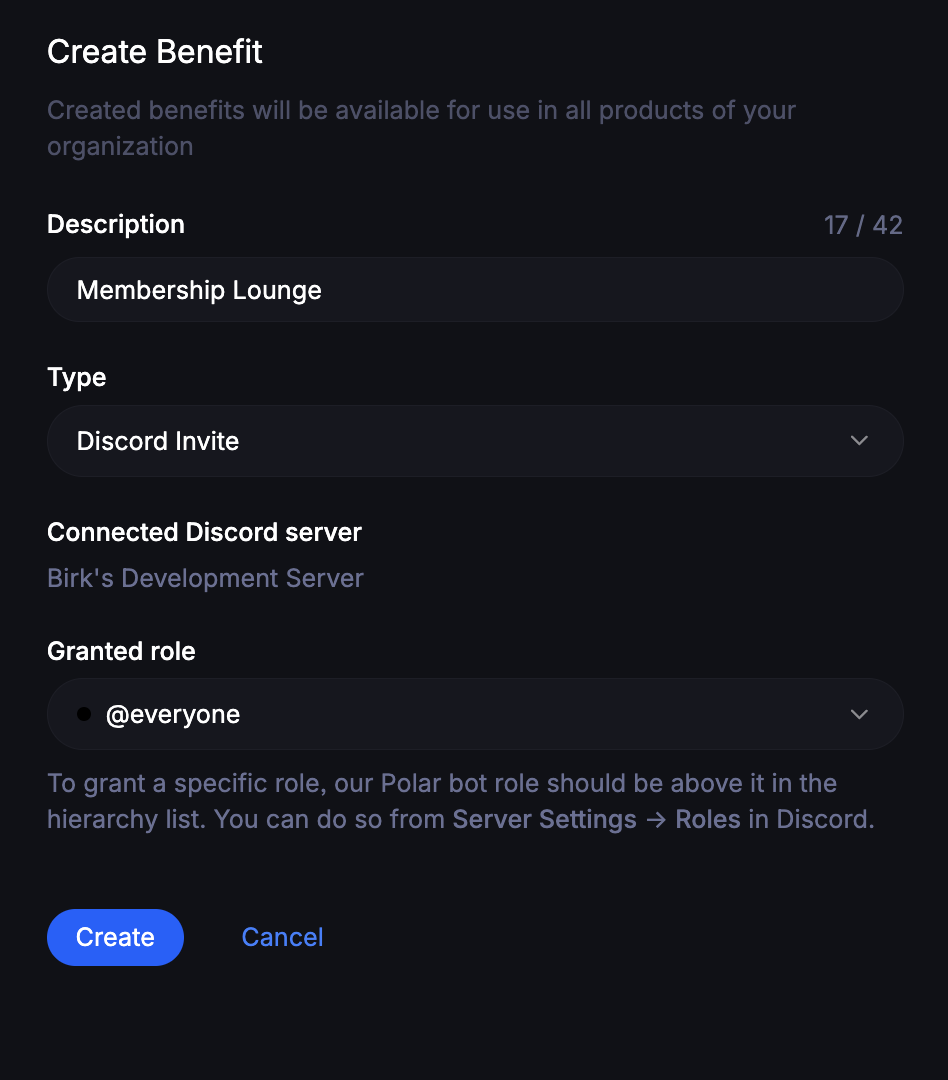 Create Benefit
Created benefits will be available for use in all products of your
organization
Description
17 / 42
Membership Lounge
Type
Discord Invite
Connected Discord server
Birk's Development Server
Granted role
@everyone
To grant a specific role, our Polar bot role should be above it in the
hierarchy list. You can do so from Server Settings → Roles in Discord.
Create
Cancel